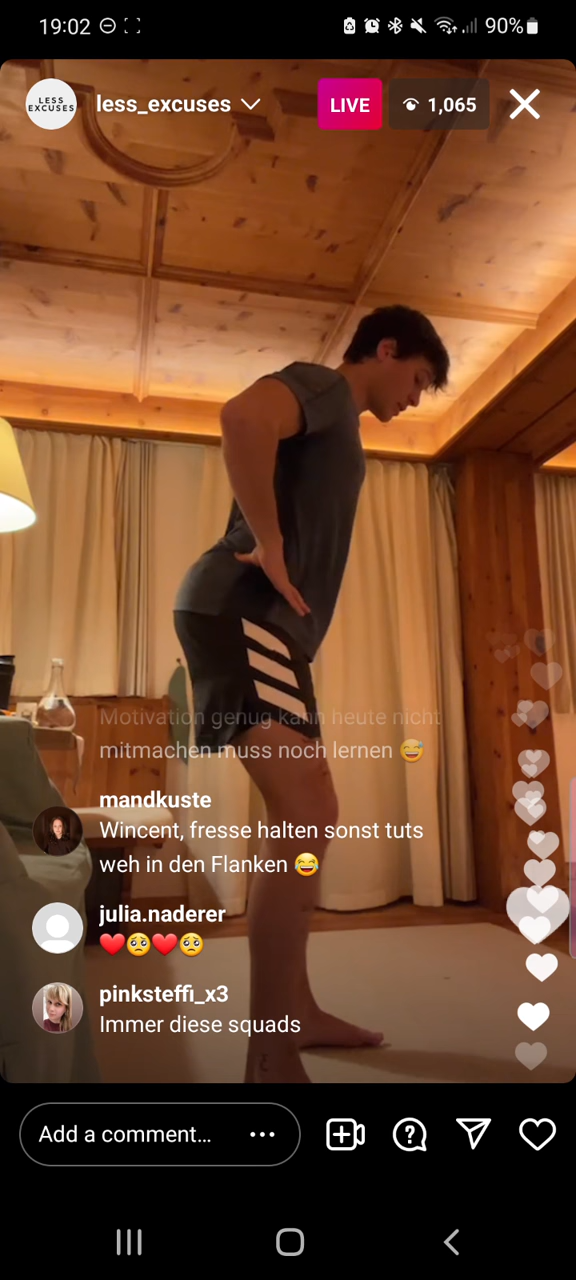 19:02
90%
LESS
EXCUSES
less_excuses
LIVE
1,065
Motivation genug kann heute nicht
mitmachen muss noch lernen 😅
mandkuste
Wincent, fresse halten sonst tuts
weh in den Flanken 😂
julia.naderer
❤️🥺❤️🥺
pinksteffi_x3
Immer diese squads
Add a comment...